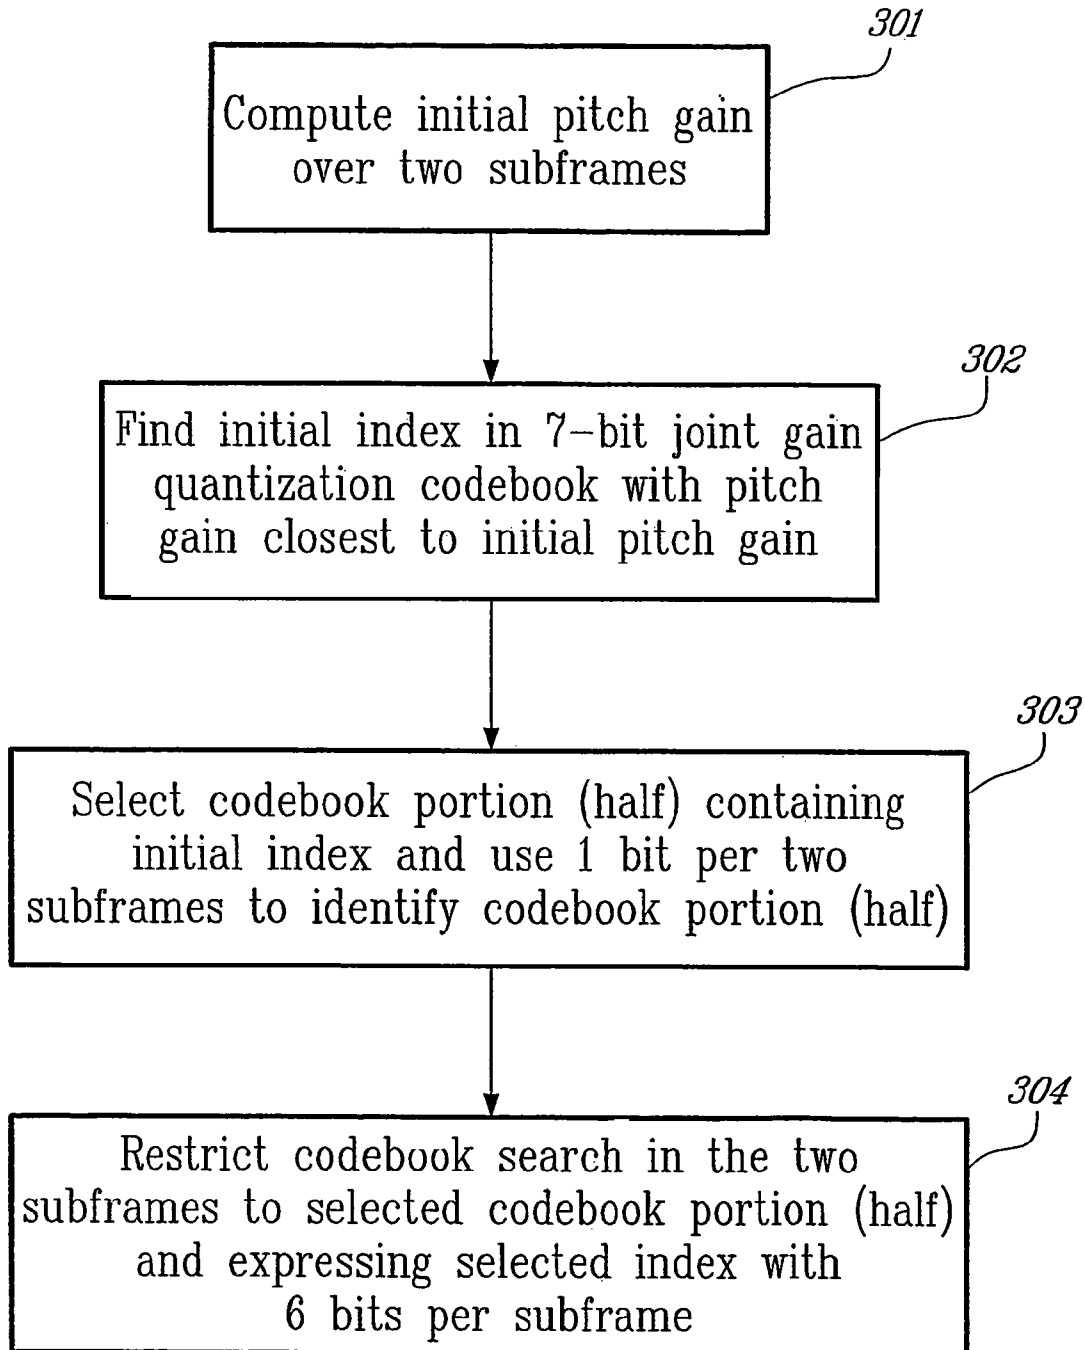 301
Compute initial pitch gain
over two subframes
302
Find initial index in 7-bit joint gain
quantization codebook with pitch
gain closest to initial pitch gain
303
Select codebook portion (half) containing
initial index and use 1 bit per two
subframes to identify codebook portion (half)
304
Restrict codebook search in the two
subframes to selected codebook portion (half)
and expressing selected index with
6 bits per subframe